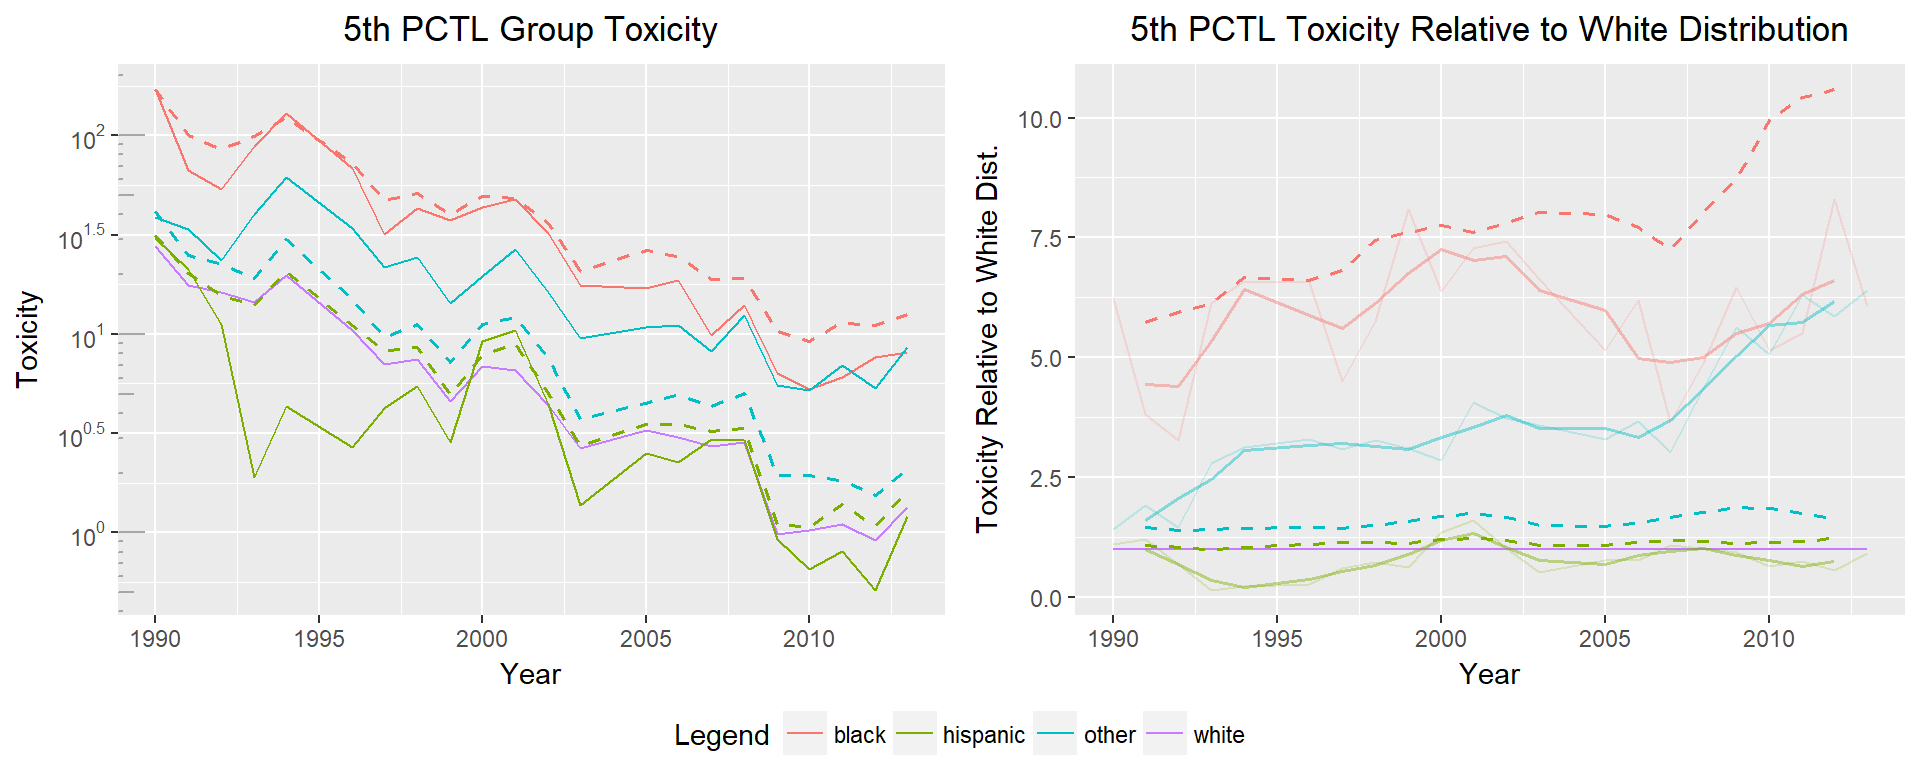 5th PCTL Group Toxicity
Toxicity
10^2
10^1.5
10^1
10^0.5
10^0
1990 1995 2000 2005 2010
Year
5th PCTL Toxicity Relative to White Distribution
Toxicity Relative to White Dist.
10.0
7.5
5.0
2.5
0.0
1990 1995 2000 2005 2010
Year
Legend black hispanic other white